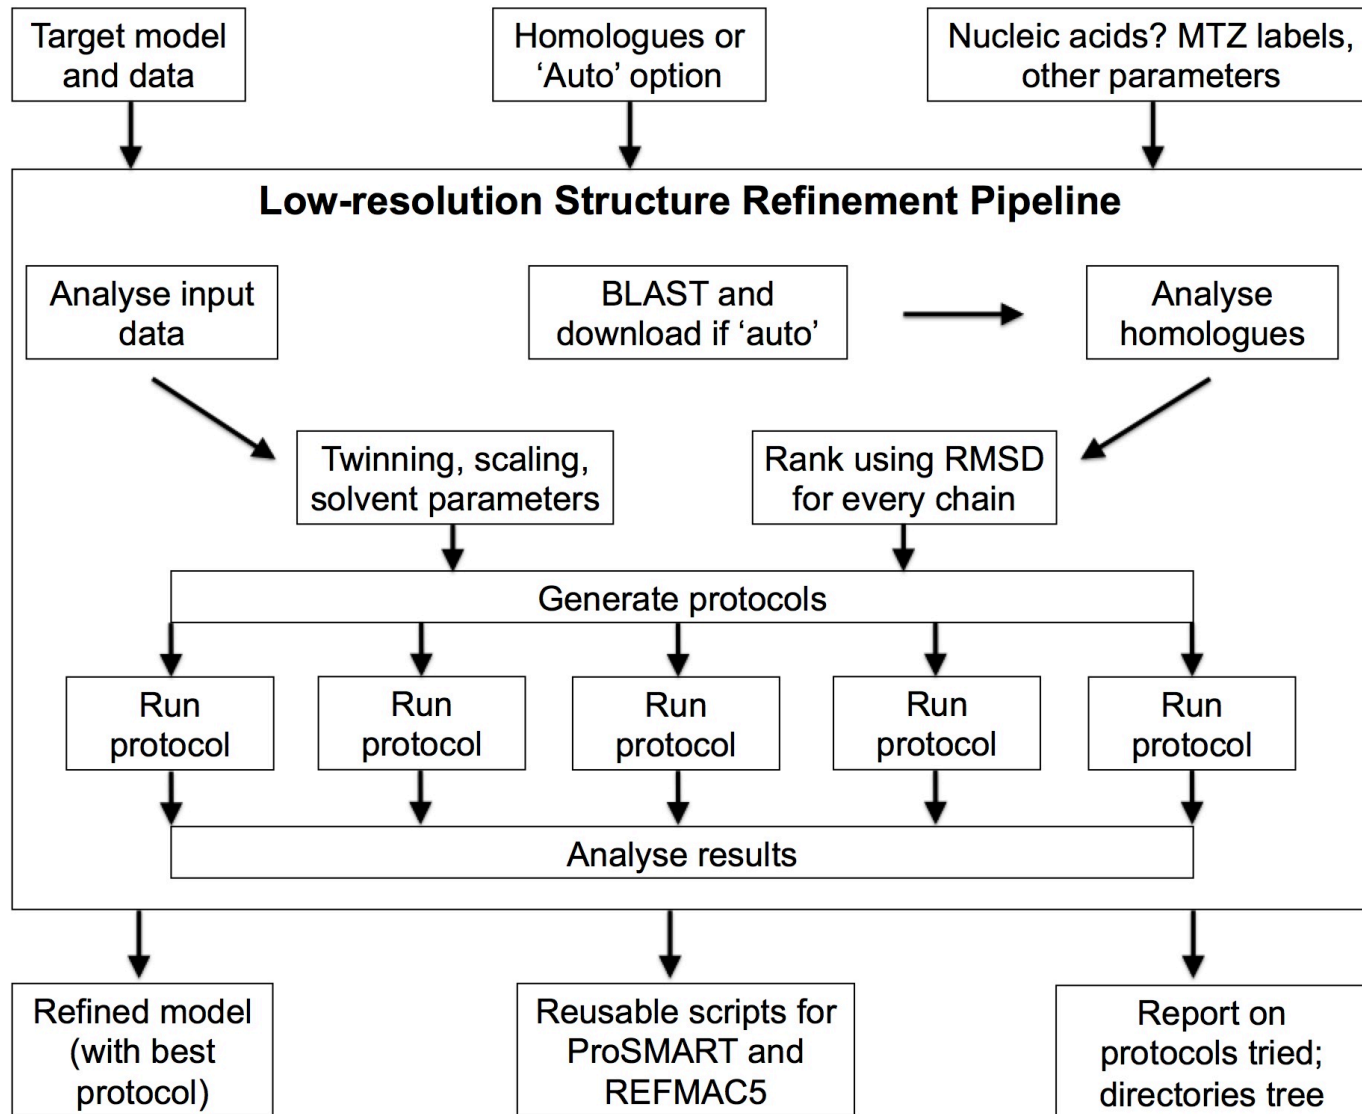 Target model
and data
Homologues or
‘Auto’ option
Nucleic acids? MTZ labels,
other parameters
Low-resolution Structure Refinement Pipeline
Analyse input
data
BLAST and
download if ‘auto’
Analyse
homologues
Twinning, scaling,
solvent parameters
Rank using RMSD
for every chain
Generate protocols
Run
protocol
Run
protocol
Run
protocol
Run
protocol
Run
protocol
Analyse results
Refined model
(with best
protocol)
Reusable scripts for
ProSMART and
REFMAC5
Report on
protocols tried;
directories tree